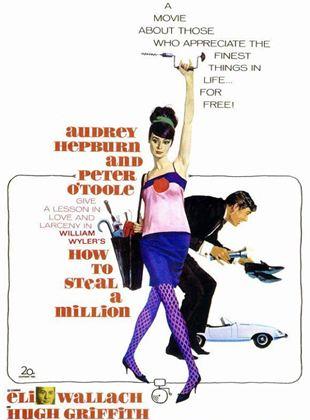 A
MOVIE
ABOUT THOSE
WHO APPRECIATE THE
FINEST
THINGS IN
LIFE...
FOR
FREE!
AUDREY
HEPBURN
AND
PETER
O'TOOLE
GIVE
A LESSON IN
LOVE AND
LARCENY IN
WILLIAM
WYLER'S
HOW
TO
STEAL
A
MILLION
20
ELI WALLACH
HUGH GRIFFITH